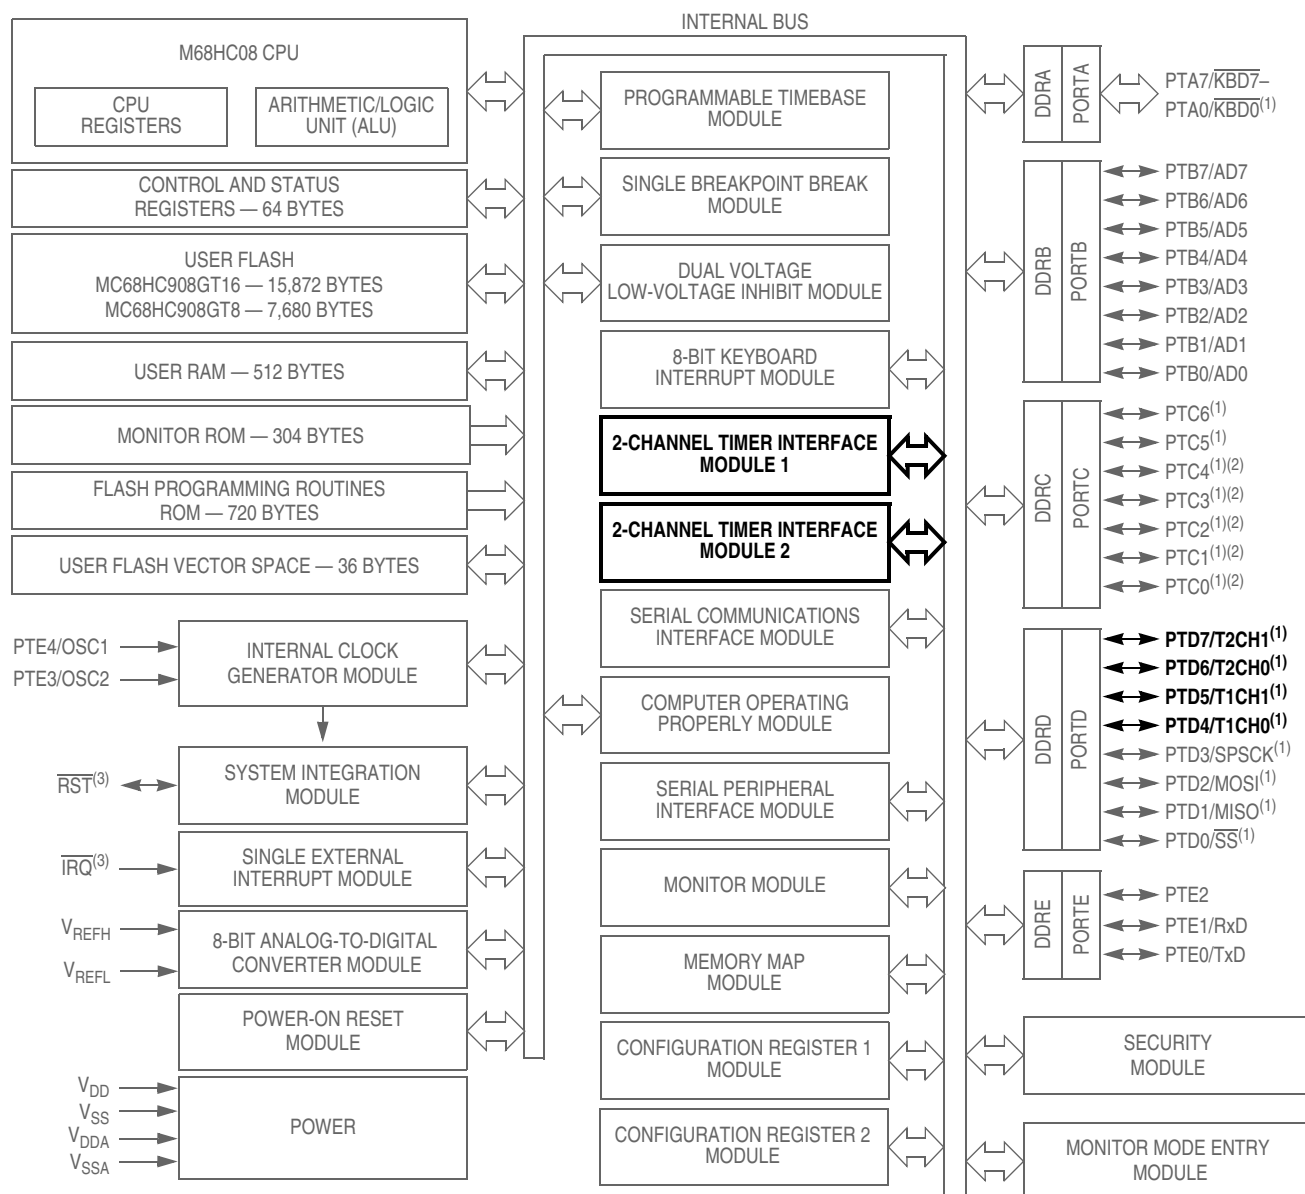 INTERNAL BUS
M68HC08 CPU
CPU
REGISTERS
ARITHMETIC/LOGIC
UNIT (ALU)
CONTROL AND STATUS
REGISTERS — 64 BYTES
USER FLASH
MC68HC908GT16 — 15,872 BYTES
MC68HC908GT8 — 7,680 BYTES
USER RAM — 512 BYTES
MONITOR ROM — 304 BYTES
FLASH PROGRAMMING ROUTINES
ROM — 720 BYTES
USER FLASH VECTOR SPACE — 36 BYTES
PTE4/OSC1
PTE3/OSC2
INTERNAL CLOCK
GENERATOR MODULE
RST(3)
SYSTEM INTEGRATION
MODULE
IRQ(3)
SINGLE EXTERNAL
INTERRUPT MODULE
VREFH
VREFL
8-BIT ANALOG-TO-DIGITAL
CONVERTER MODULE
POWER-ON RESET
MODULE
VDD
VSS
VDDA
VSSA
POWER
PROGRAMMABLE TIMEBASE
MODULE
SINGLE BREAKPOINT BREAK
MODULE
DUAL VOLTAGE
LOW-VOLTAGE INHIBIT MODULE
8-BIT KEYBOARD
INTERRUPT MODULE
2-CHANNEL TIMER INTERFACE
MODULE 1
2-CHANNEL TIMER INTERFACE
MODULE 2
SERIAL COMMUNICATIONS
INTERFACE MODULE
COMPUTER OPERATING
PROPERLY MODULE
SERIAL PERIPHERAL
INTERFACE MODULE
MONITOR MODULE
MEMORY MAP
MODULE
CONFIGURATION REGISTER 1
MODULE
CONFIGURATION REGISTER 2
MODULE
DDRA
PORTA
PTA7/KBD7–
PTA0/KBD0(1)
DDRB
PORTB
PTB7/AD7
PTB6/AD6
PTB5/AD5
PTB4/AD4
PTB3/AD3
PTB2/AD2
PTB1/AD1
PTB0/AD0
DDRC
PORTC
PTC6(1)
PTC5(1)
PTC4(1)(2)
PTC3(1)(2)
PTC2(1)(2)
PTC1(1)(2)
PTC0(1)(2)
DDRD
PORTD
PTD7/T2CH1(1)
PTD6/T2CH0(1)
PTD5/T1CH1(1)
PTD4/T1CH0(1)
PTD3/SPSCK(1)
PTD2/MOSI(1)
PTD1/MISO(1)
PTD0/SS(1)
DDRE
PORTE
PTE2
PTE1/RxD
PTE0/TxD
SECURITY
MODULE
MONITOR MODE ENTRY
MODULE